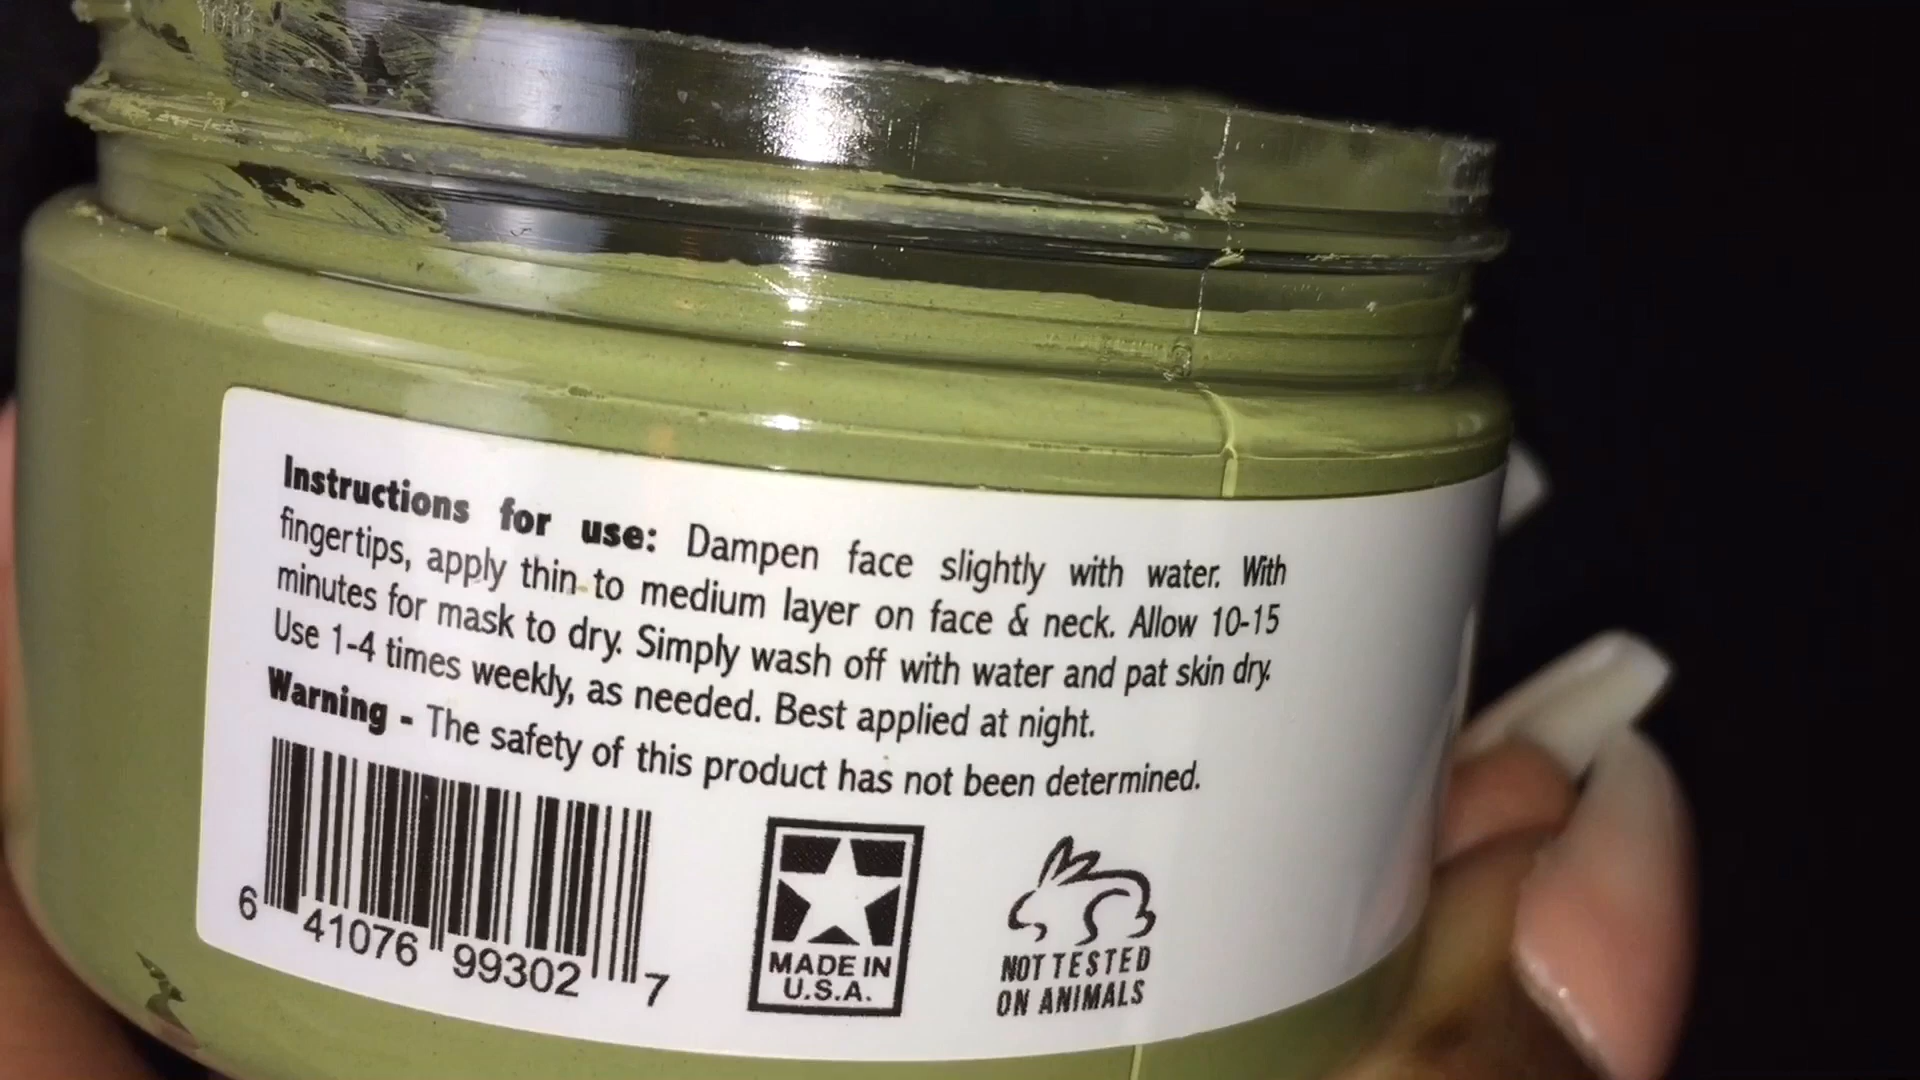 Instructions for use: Dampen face slightly with water. With
fingertips, apply thin to medium layer on face & neck. Allow 10-15
minutes for mask to dry. Simply wash off with water and pat skin dry.
Use 1-4 times weekly, as needed. Best applied at night.
Warning - The safety of this product has not been determined.
6 41076 99302 7
MADE IN
U.S.A.
NOT TESTED
ON ANIMALS